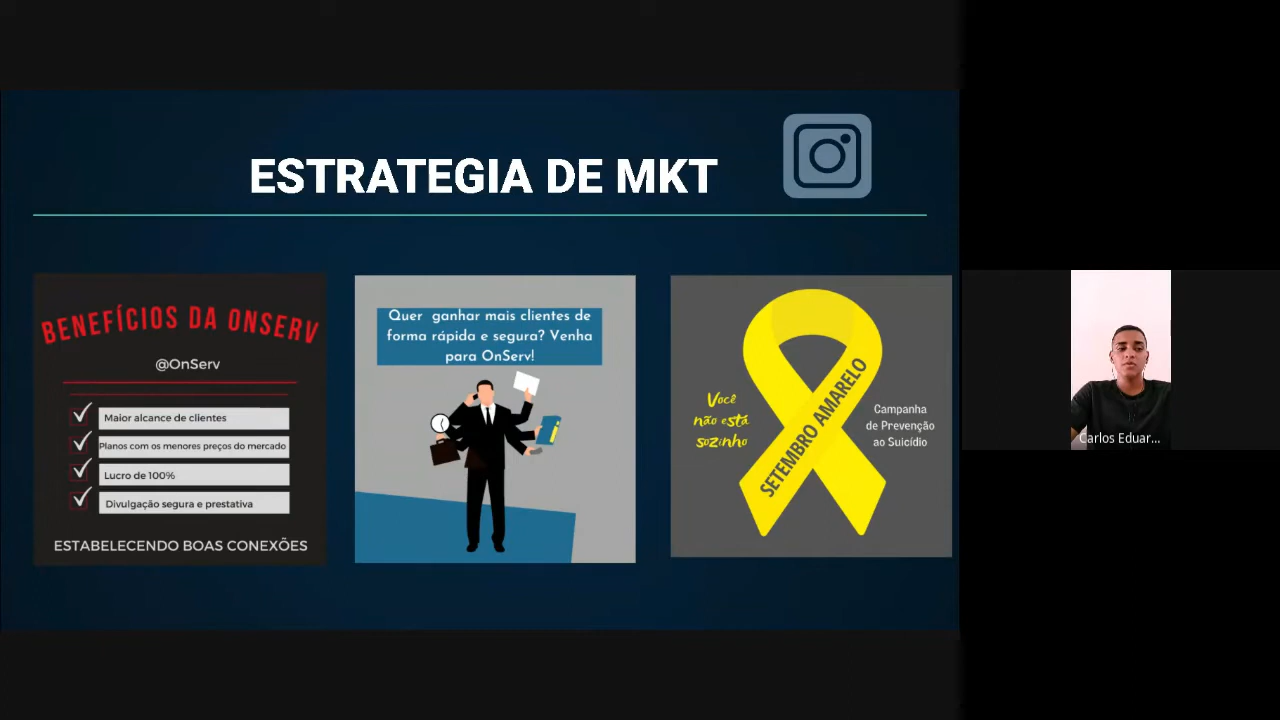 ESTRATEGIA DE MKT
BENEFÍCIOS DA ONSERV
@OnServ
Maior alcance de clientes
Planos com os menores preços do mercado
Lucro de 100%
Divulgação segura e prestativa
ESTABELECENDO BOAS CONEXÕES
Quer ganhar mais clientes de
forma rápida e segura? Venha
para OnServ!
Você
não está
sozinho
SETEMBRO AMARELO
Campanha
de Prevenção
ao Suicídio
Carlos Eduar...